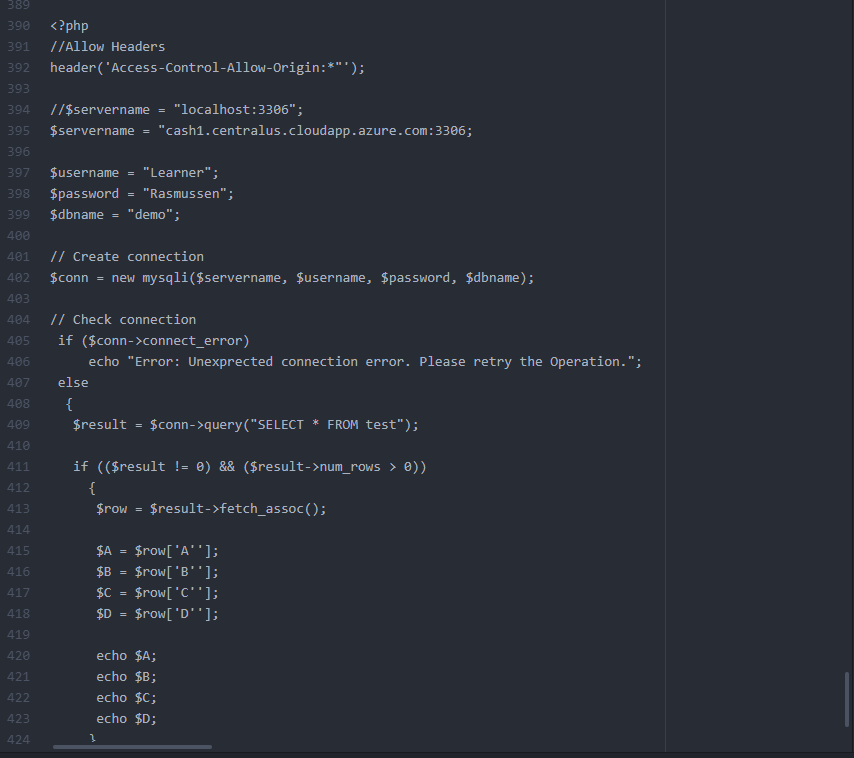 389
390 <?php
391 //Allow Headers
392 header('Access-Control-Allow-Origin:*"');
393
394 //$servername = "localhost:3306";
395 $servername = "cash1.centralus.cloudapp.azure.com:3306;
396
397 $username = "Learner";
398 $password = "Rasmussen";
399 $dbname = "demo";
400
401 // Create connection
402 $conn = new mysqli($servername, $username, $password, $dbname);
403
404 // Check connection
405  if ($conn->connect_error)
406      echo "Error: Unexprected connection error. Please retry the Operation.";
407  else
408   {
409    $result = $conn->query("SELECT * FROM test");
410
411    if (($result != 0) && ($result->num_rows > 0))
412      {
413       $row = $result->fetch_assoc();
414
415       $A = $row['A''];
416       $B = $row['B''];
417       $C = $row['C''];
418       $D = $row['D''];
419
420       echo $A;
421       echo $B;
422       echo $C;
423       echo $D;
424      }